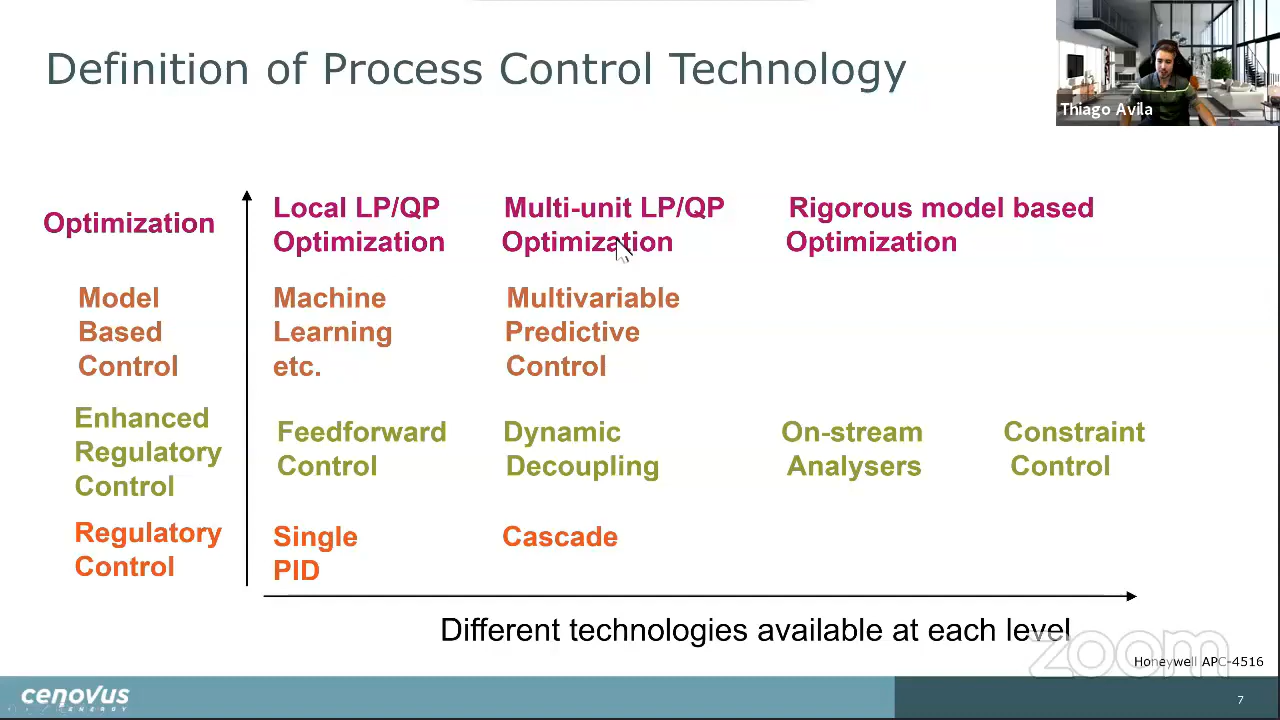 Definition of Process Control Technology
Thiago Avila
Optimization
Local LP/QP
Optimization
Multi-unit LP/QP
Optimization
Rigorous model based
Optimization
Model
Based
Control
Machine
Learning
etc.
Multivariable
Predictive
Control
Enhanced
Regulatory
Control
Feedforward
Control
Dynamic
Decoupling
On-stream
Analysers
Constraint
Control
Regulatory
Control
Single
PID
Cascade
Different technologies available at each level
zoom
Honeywell APC-4516
cenovus
ENERGY
7